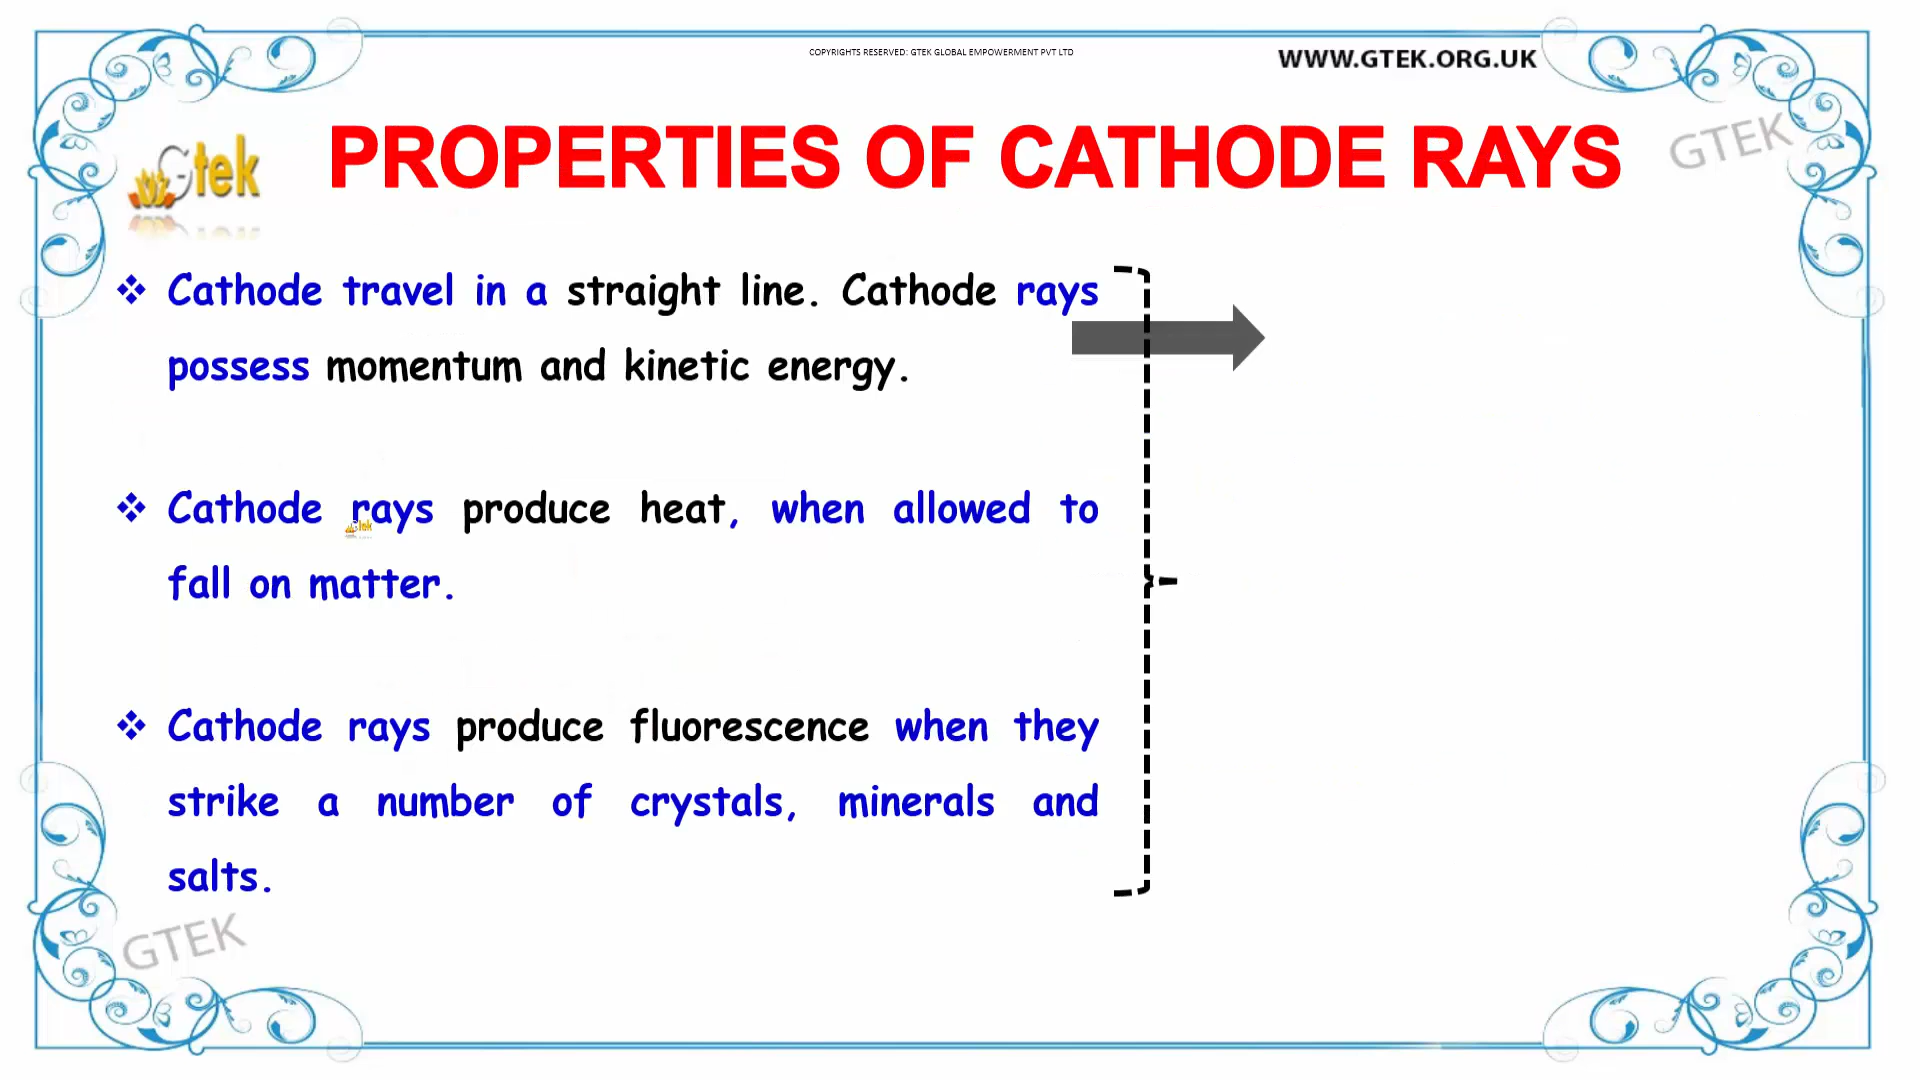 COPYRIGHTS RESERVED: GTEK GLOBAL EMPOWERMENT PVT LTD
WWW.GTEK.ORG.UK
GTEK
Gtek
PROPERTIES OF CATHODE RAYS
❖ Cathode travel in a straight line. Cathode rays
possess momentum and kinetic energy.
❖ Cathode rays produce heat, when allowed to
fall on matter.
❖ Cathode rays produce fluorescence when they
strike a number of crystals, minerals and
salts.
GTEK